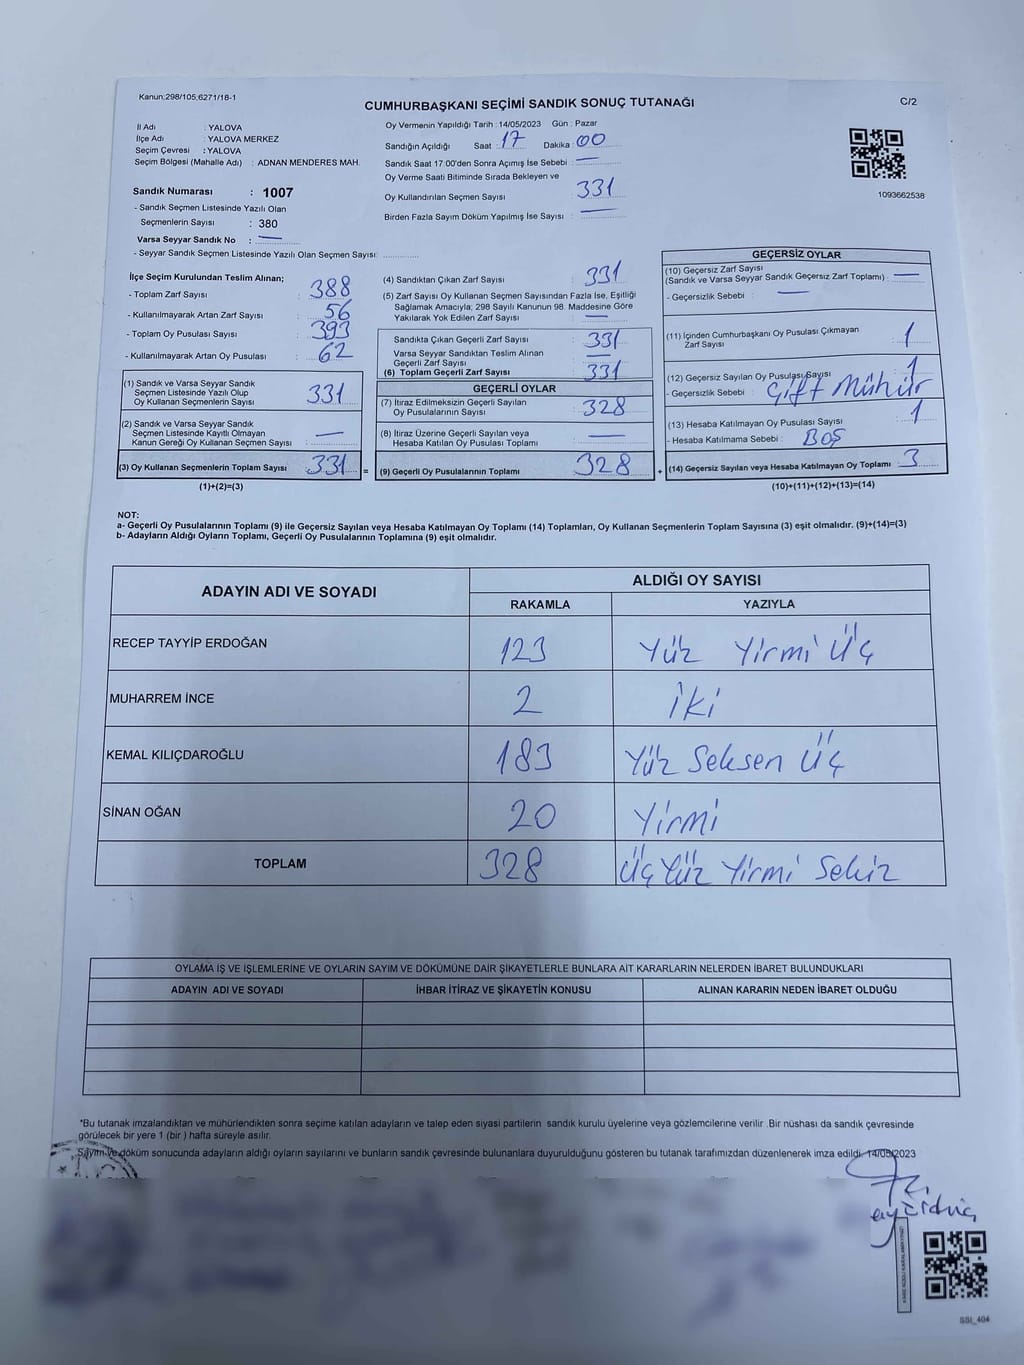 Kanun;298/105,6271/18-1
CUMHURBAŞKANI SEÇİMİ SANDIK SONUÇ TUTANAĞI
C/2
İl Adı : YALOVA
İlçe Adı : YALOVA MERKEZ
Seçim Çevresi : YALOVA
Seçim Bölgesi (Mahalle Adı) : ADNAN MENDERES MAH.
Sandık Numarası : 1007
- Sandık Seçmen Listesinde Yazılı Olan
Seçmenlerin Sayısı : 380
Varsa Seyyar Sandık No : —
- Seyyar Sandık Seçmen Listesinde Yazılı Olan Seçmen Sayısı:
Oy Vermenin Yapıldığı Tarih :14/05/2023 Gün : Pazar
Sandığın Açıldığı Saat : 17 Dakika : 00
Sandık Saat 17:00'den Sonra Açımış İse Sebebi : —
Oy Verme Saati Bitiminde Sırada Bekleyen ve
Oy Kullandırılan Seçmen Sayısı : 331
Birden Fazla Sayım Döküm Yapılmış İse Sayısı : —
1093662538
İlçe Seçim Kurulundan Teslim Alınan;
- Toplam Zarf Sayısı : 388
- Kullanılmayarak Artan Zarf Sayısı : 56
- Toplam Oy Pusulası Sayısı : 393
- Kullanılmayarak Artan Oy Pusulası : 62
(1) Sandık ve Varsa Seyyar Sandık
Seçmen Listesinde Yazılı Olup
Oy Kullanan Seçmenlerin Sayısı : 331
(2) Sandık ve Varsa Seyyar Sandık
Seçmen Listesinde Kayıtlı Olmayan
Kanun Gereği Oy Kullanan Seçmen Sayısı : —
(3) Oy Kullanan Seçmenlerin Toplam Sayısı : 331 =
(1)+(2)=(3)
(4) Sandıktan Çıkan Zarf Sayısı : 331
(5) Zarf Sayısı Oy Kullanan Seçmen Sayısından Fazla İse, Eşitliği
Sağlamak Amacıyla; 298 Sayılı Kanunun 98. Maddesine Göre
Yakılarak Yok Edilen Zarf Sayısı : —
Sandıkta Çıkan Geçerli Zarf Sayısı : 331
Varsa Seyyar Sandıktan Teslim Alınan
Geçerli Zarf Sayısı : —
(6) Toplam Geçerli Zarf Sayısı : 331
GEÇERLİ OYLAR
(7) İtiraz Edilmeksizin Geçerli Sayılan
Oy Pusulalarının Sayısı : 328
(8) İtiraz Üzerine Geçerli Sayılan veya
Hesaba Katılan Oy Pusulası Toplamı : —
(9) Geçerli Oy Pusulalarının Toplamı : 328 +
GEÇERSİZ OYLAR
(10) Geçersiz Zarf Sayısı
(Sandık ve Varsa Seyyar Sandık Geçersiz Zarf Toplamı) : —
- Geçersizlik Sebebi : —
(11) İçinden Cumhurbaşkanı Oy Pusulası Çıkmayan
Zarf Sayısı : 1
(12) Geçersiz Sayılan Oy Pusulası Sayısı : 1
- Geçersizlik Sebebi : Çift Mühür
(13) Hesaba Katılmayan Oy Pusulası Sayısı : 1
- Hesaba Katılmama Sebebi : BOŞ
(14) Geçersiz Sayılan veya Hesaba Katılmayan Oy Toplamı : 3
(10)+(11)+(12)+(13)=(14)
NOT:
a- Geçerli Oy Pusulalarının Toplamı (9) ile Geçersiz Sayılan veya Hesaba Katılmayan Oy Toplamı (14) Toplamları, Oy Kullanan Seçmenlerin Toplam Sayısına (3) eşit olmalıdır. (9)+(14)=(3)
b- Adayların Aldığı Oyların Toplamı, Geçerli Oy Pusulalarının Toplamına (9) eşit olmalıdır.
ADAYIN ADI VE SOYADI
ALDIĞI OY SAYISI
RAKAMLA YAZIYLA
RECEP TAYYİP ERDOĞAN 123 Yüz Yirmi Üç
MUHARREM İNCE 2 İki
KEMAL KILIÇDAROĞLU 183 Yüz Seksen Üç
SİNAN OĞAN 20 Yirmi
TOPLAM 328 Üç Yüz Yirmi Sekiz
OYLAMA İŞ VE İŞLEMLERİNE VE OYLARIN SAYIM VE DÖKÜMÜNE DAİR ŞİKAYETLERLE BUNLARA AİT KARARLARIN NELERDEN İBARET BULUNDUKLARI
ADAYIN ADI VE SOYADI İHBAR İTİRAZ VE ŞİKAYETİN KONUSU ALINAN KARARIN NEDEN İBARET OLDUĞU
*Bu tutanak imzalandıktan ve mühürlendikten sonra seçime katılan adayların ve talep eden siyasi partilerin sandık kurulu üyelerine veya gözlemcilerine verilir .Bir nüshası da sandık çevresinde
görülecek bir yere 1 (bir ) hafta süreyle asılır.
Sayım ve döküm sonucunda adayların aldığı oyların sayılarını ve bunların sandık çevresinde bulunanlara duyurulduğunu gösteren bu tutanak tarafımızdan düzenlenerek imza edildi. 14/05/2023
SSI_404